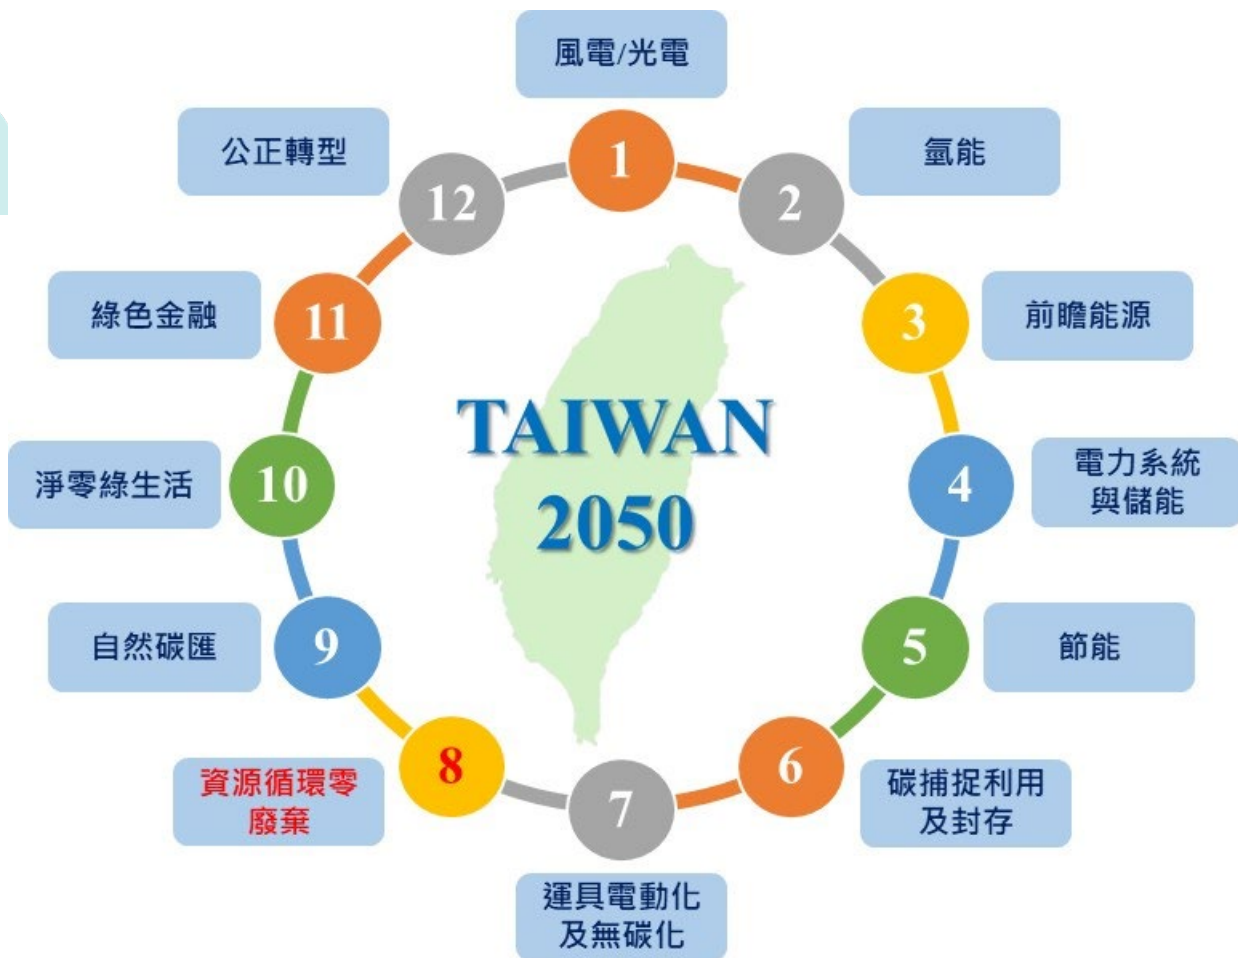 風電/光電
1
氫能
2
前瞻能源
3
電力系統
與儲能
4
節能
5
碳捕捉利用
及封存
6
運具電動化
及無碳化
7
資源循環零
廢棄
8
自然碳匯
9
淨零綠生活
10
綠色金融
11
公正轉型
12
TAIWAN
2050